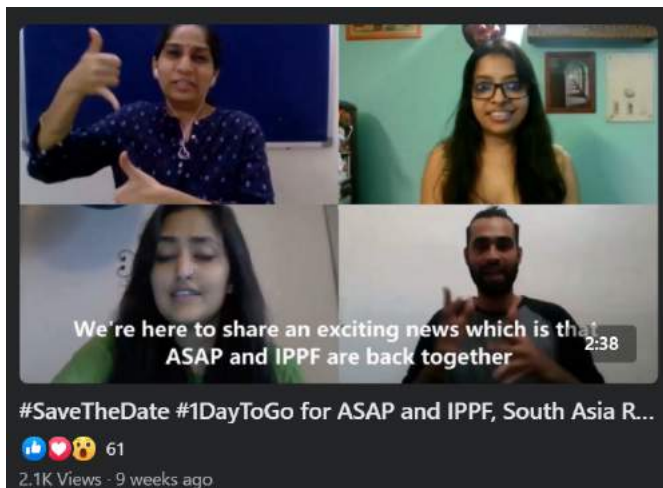 We're here to share an exciting news which is that
ASAP and IPPF are back together
2:38
#SaveTheDate #1DayToGo for ASAP and IPPF, South Asia R...
61
2.1K Views · 9 weeks ago